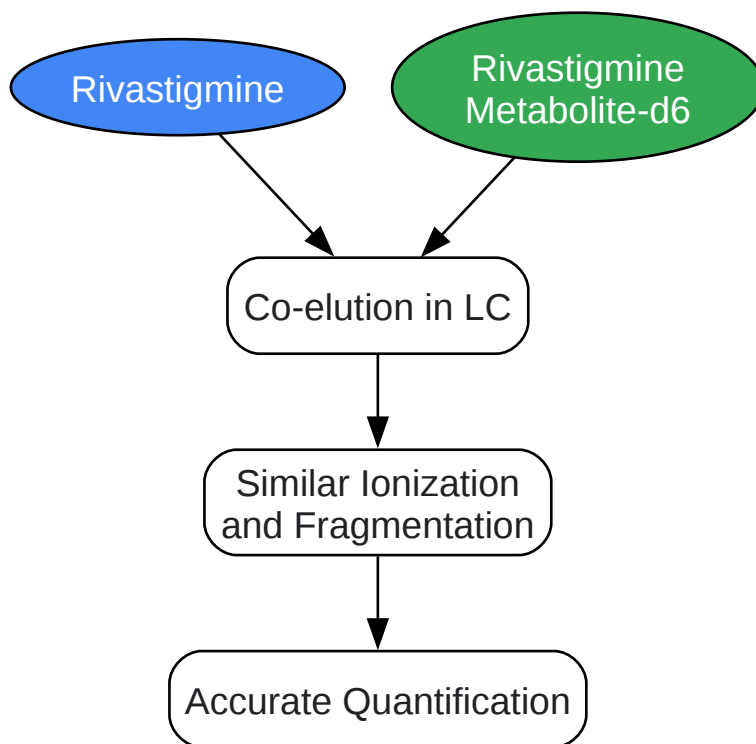 Rivastigmine
Rivastigmine
Metabolite-d6
Co-elution in LC
Similar Ionization
and Fragmentation
Accurate Quantification